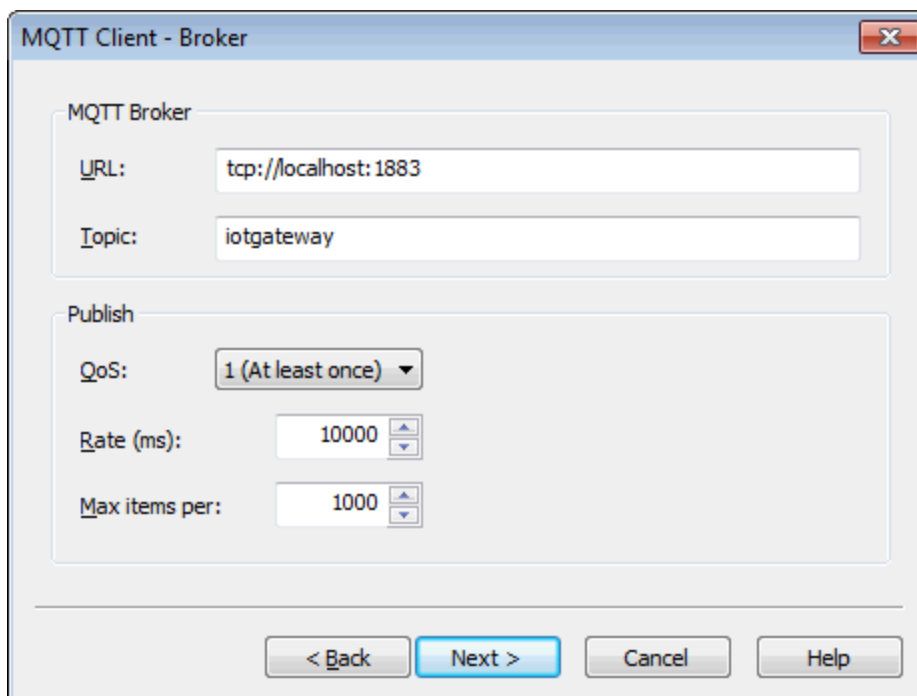 MQTT Client - Broker
MQTT Broker
URL: tcp://localhost:1883
Topic: iotgateway
Publish
QoS: 1 (At least once)
Rate (ms): 10000
Max items per: 1000
< Back Next > Cancel Help